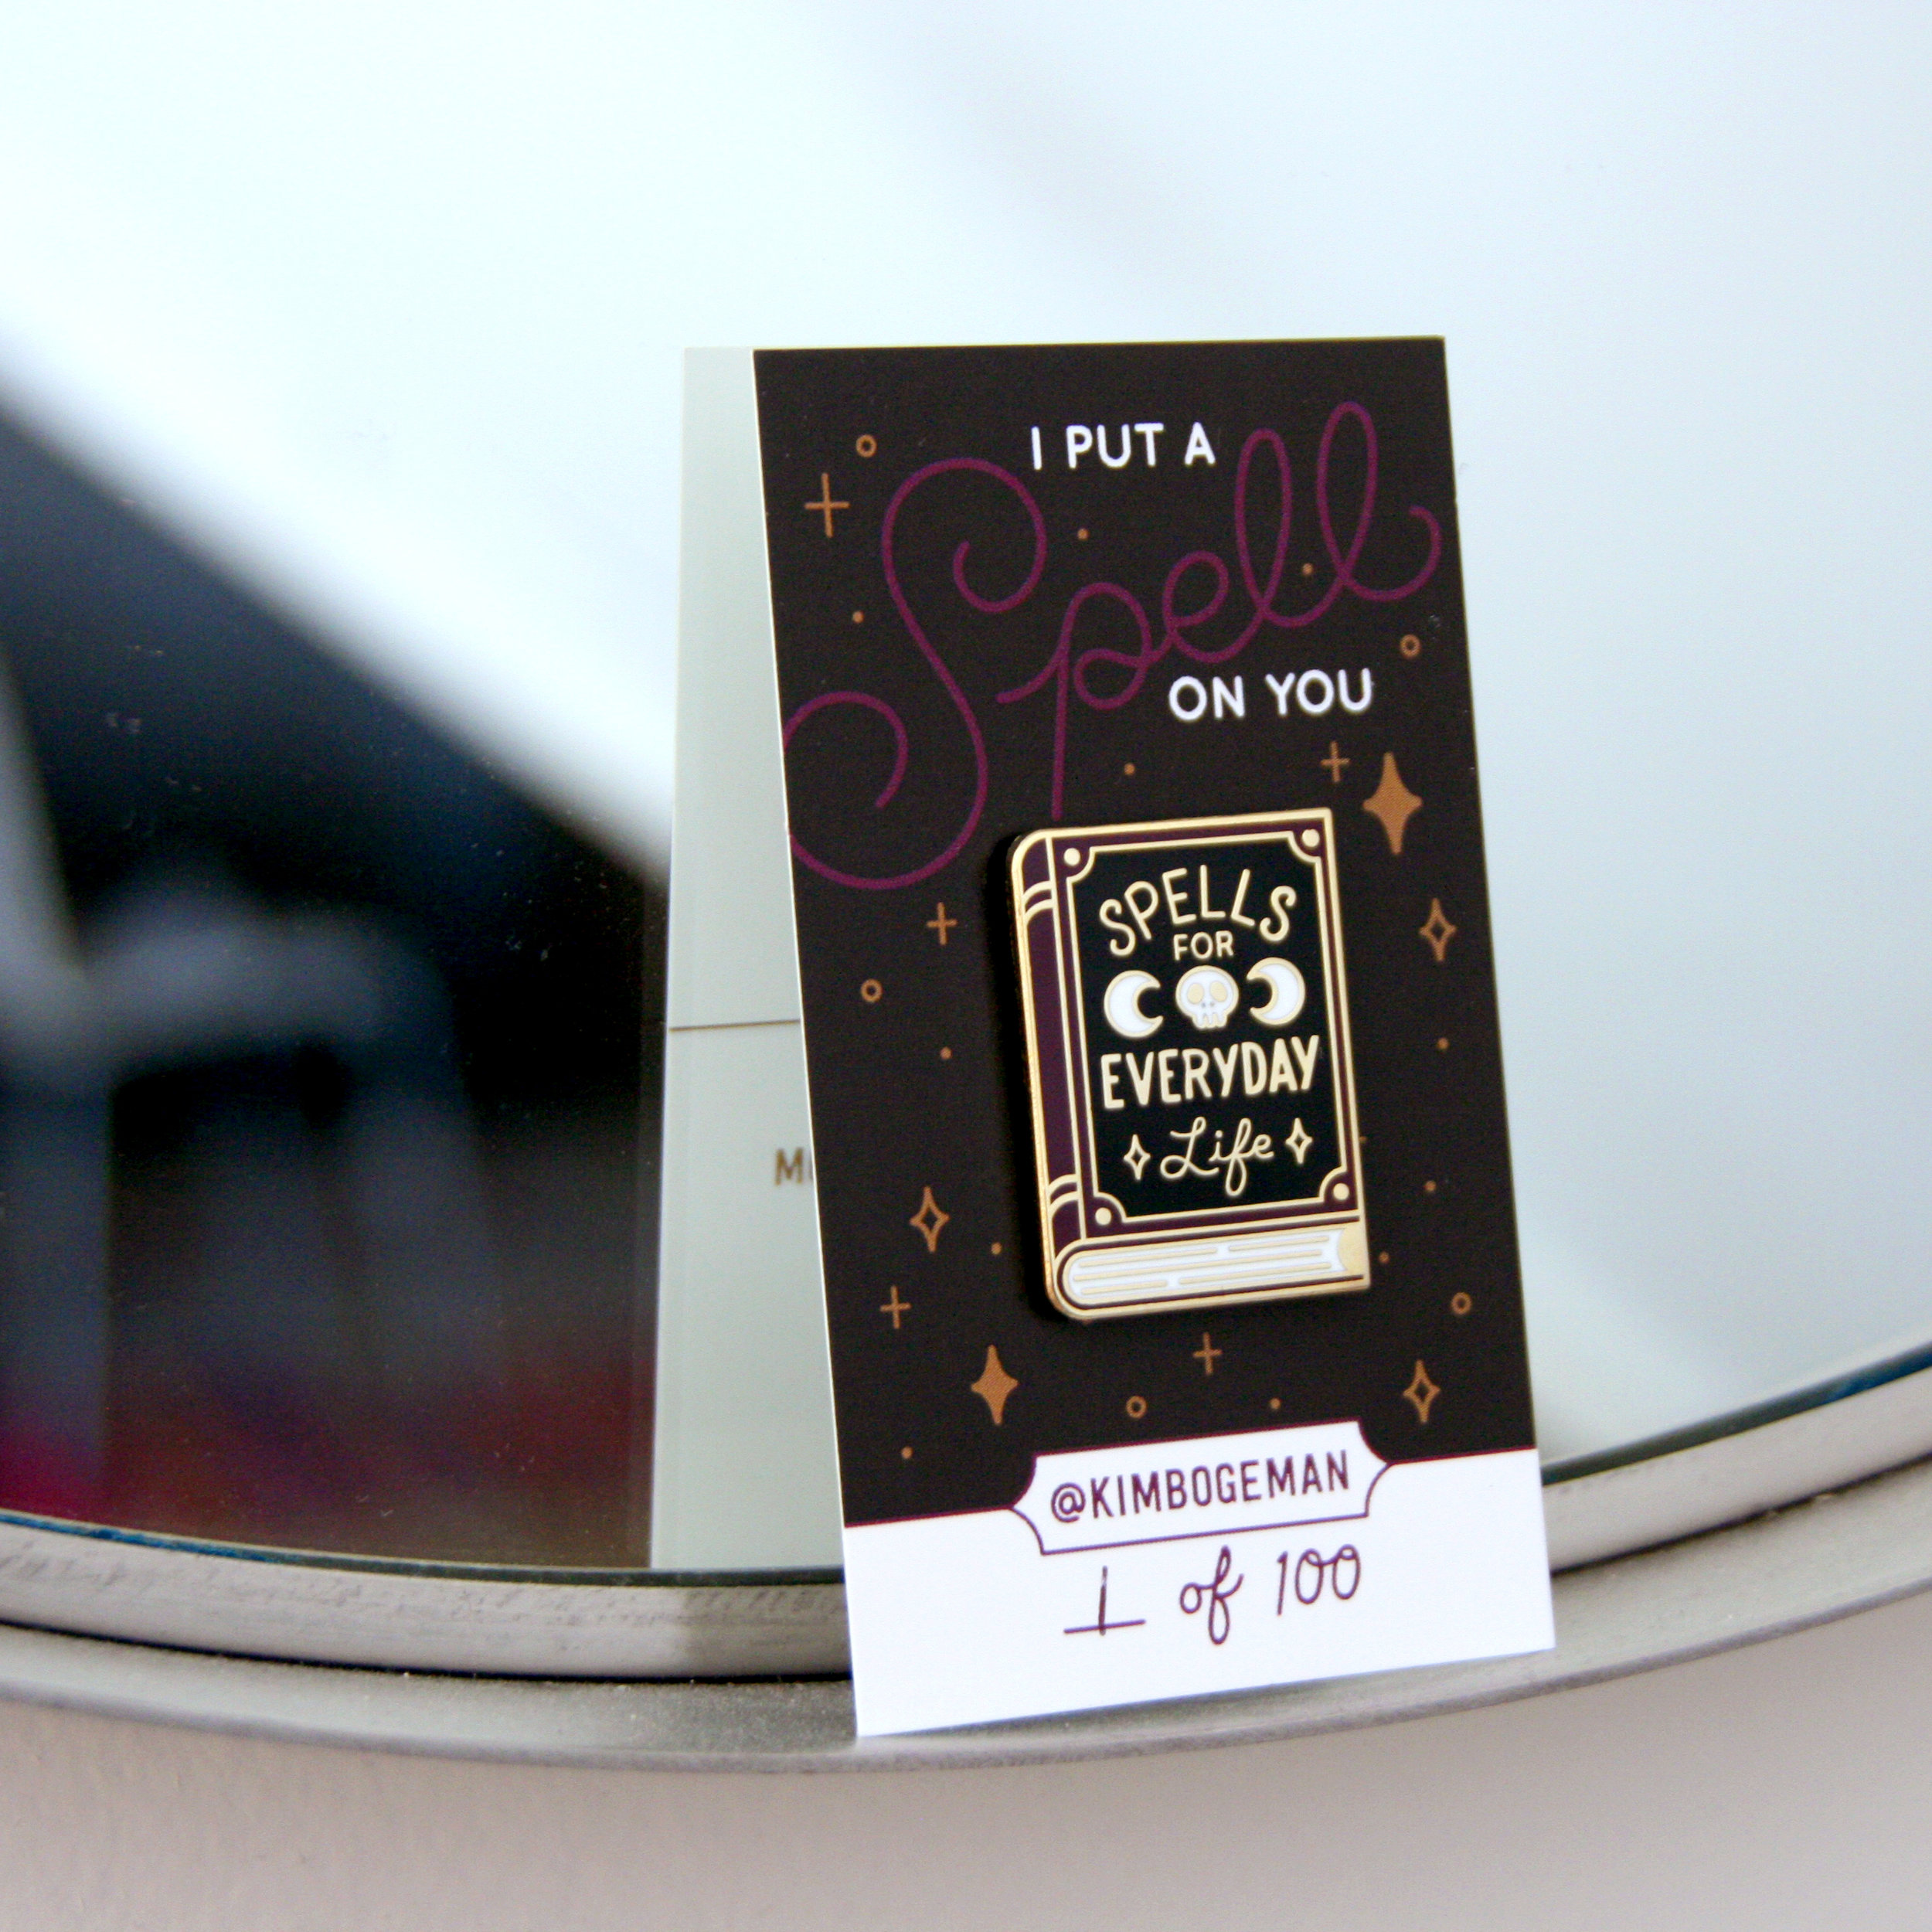 I PUT A
Spell
ON YOU
SPELLS
FOR
EVERYDAY
Life
@KIMBOGEMAN
1 of 100